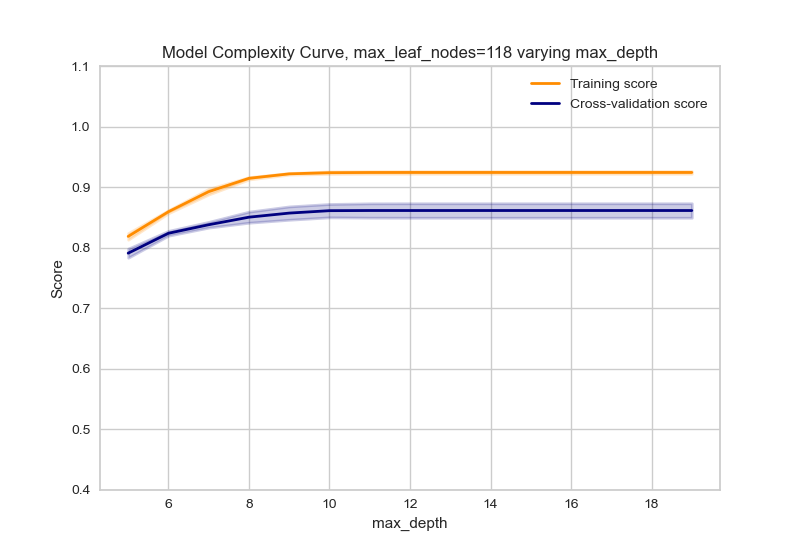 Model Complexity Curve, max_leaf_nodes=118 varying max_depth
1.1
Training score
Cross-validation score
1.0
0.9
0.8
0.7
0.6
0.5
0.4
Score
6 8 10 12 14 16 18
max_depth